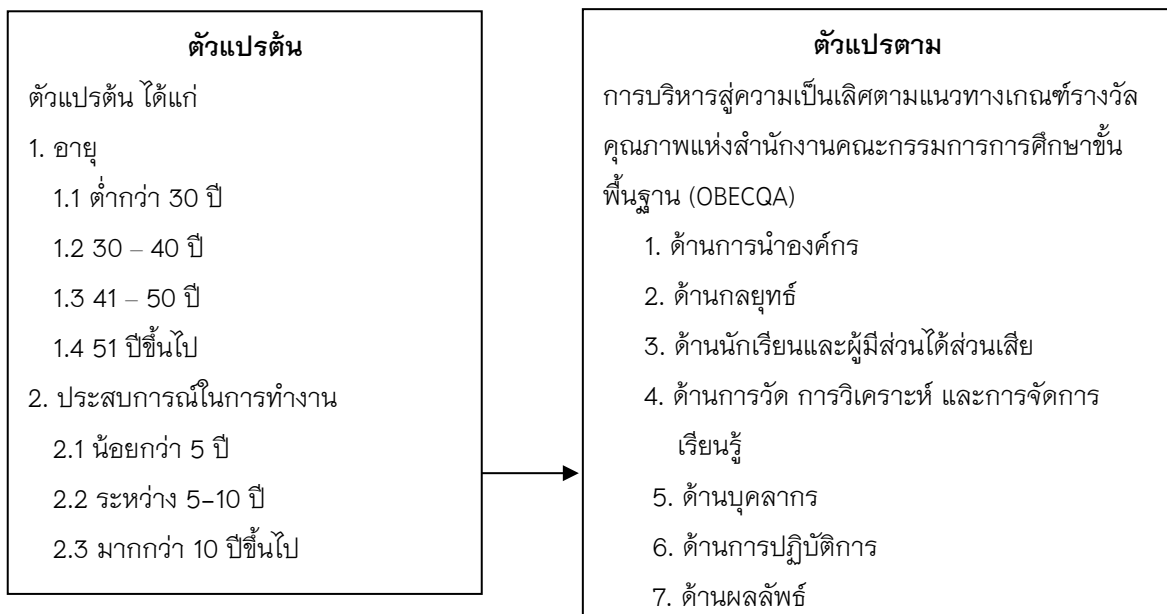 ตัวแปรต้น
ตัวแปรต้น ได้แก่
1. อายุ
1.1 ต่ำกว่า 30 ปี
1.2 30 – 40 ปี
1.3 41 – 50 ปี
1.4 51 ปีขึ้นไป
2. ประสบการณ์ในการทำงาน
2.1 น้อยกว่า 5 ปี
2.2 ระหว่าง 5–10 ปี
2.3 มากกว่า 10 ปีขึ้นไป
ตัวแปรตาม
การบริหารสู่ความเป็นเลิศตามแนวทางเกณฑ์รางวัล
คุณภาพแห่งสำนักงานคณะกรรมการการศึกษาขั้น
พื้นฐาน (OBECQA)
1. ด้านการนำองค์กร
2. ด้านกลยุทธ์
3. ด้านนักเรียนและผู้มีส่วนได้ส่วนเสีย
4. ด้านการวัด การวิเคราะห์ และการจัดการ
เรียนรู้
5. ด้านบุคลากร
6. ด้านการปฏิบัติการ
7. ด้านผลลัพธ์